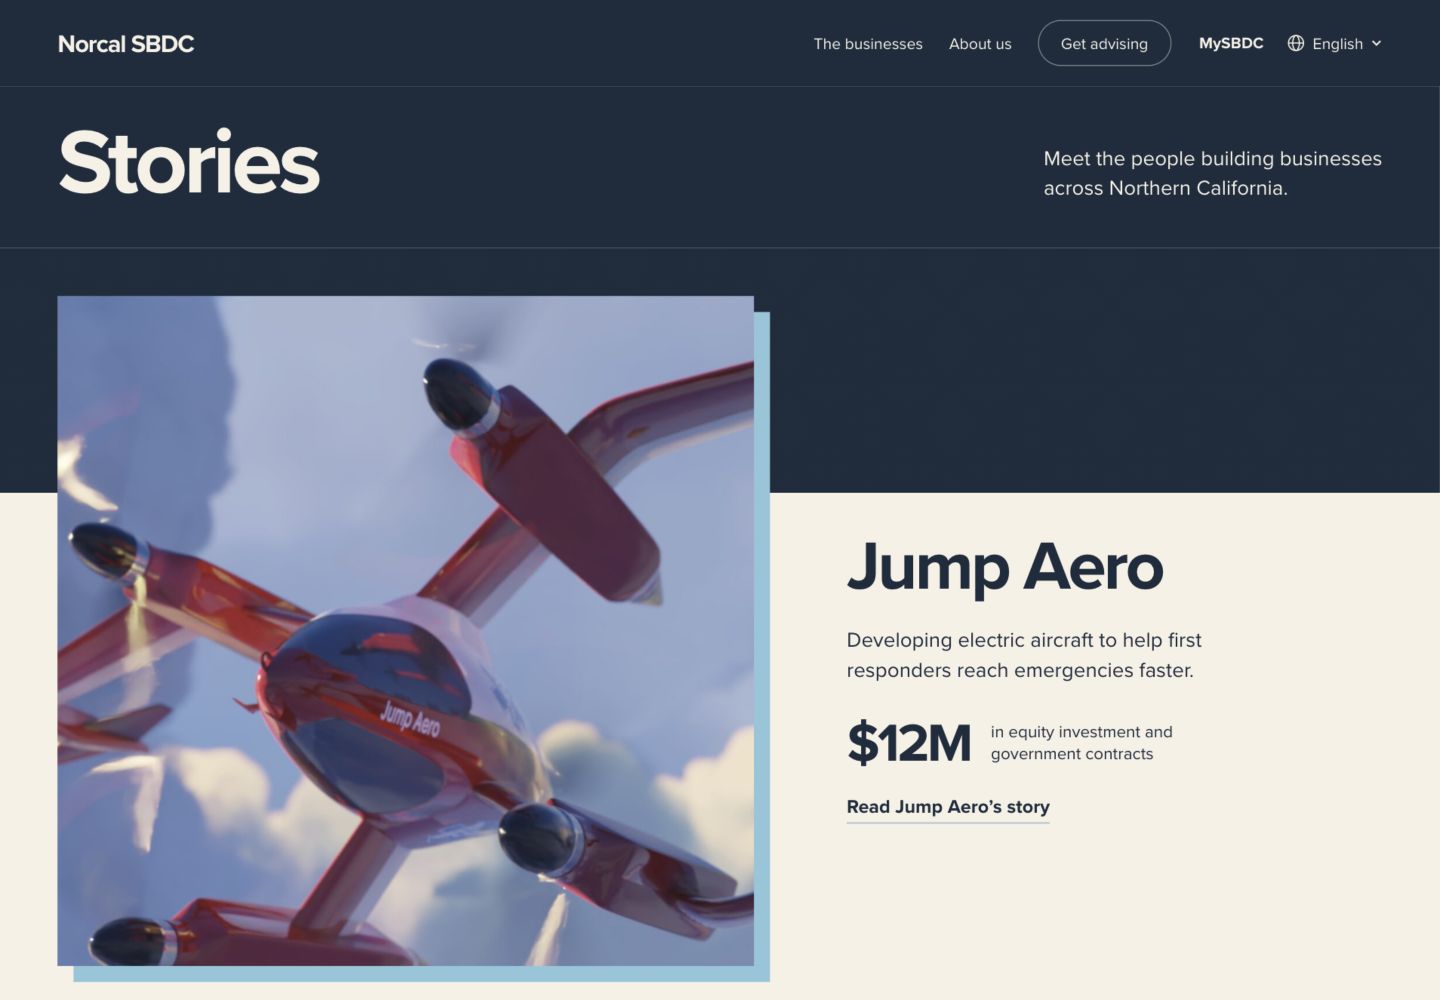 Norcal SBDC
The businesses
About us
Get advising
MySBDC
English
Stories
Meet the people building businesses
across Northern California.
Jump Aero
Jump Aero
Developing electric aircraft to help first
responders reach emergencies faster.
$12M
in equity investment and
government contracts
Read Jump Aero’s story